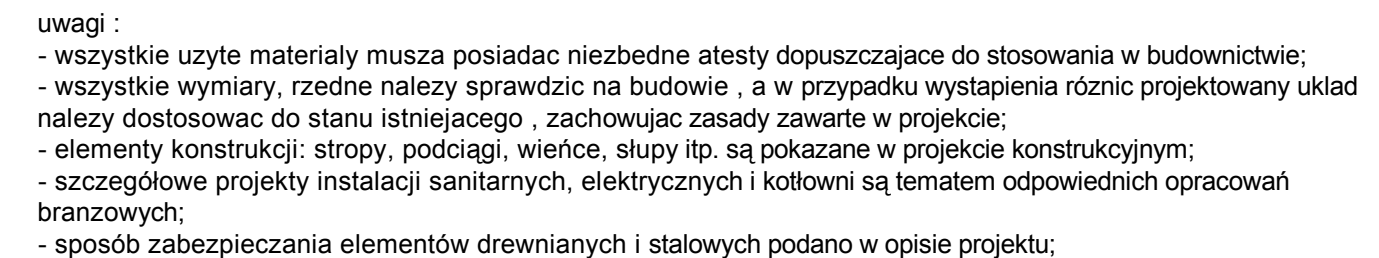 uwagi :
- wszystkie uzyte materialy musza posiadac niezbedne atesty dopuszczajace do stosowania w budownictwie;
- wszystkie wymiary, rzedne nalezy sprawdzic na budowie , a w przypadku wystapienia róznic projektowany uklad
nalezy dostosowac do stanu istniejacego , zachowujac zasady zawarte w projekcie;
- elementy konstrukcji: stropy, podciągi, wieńce, słupy itp. są pokazane w projekcie konstrukcyjnym;
- szczegółowe projekty instalacji sanitarnych, elektrycznych i kotłowni są tematem odpowiednich opracowań
branzowych;
- sposób zabezpieczania elementów drewnianych i stalowych podano w opisie projektu;